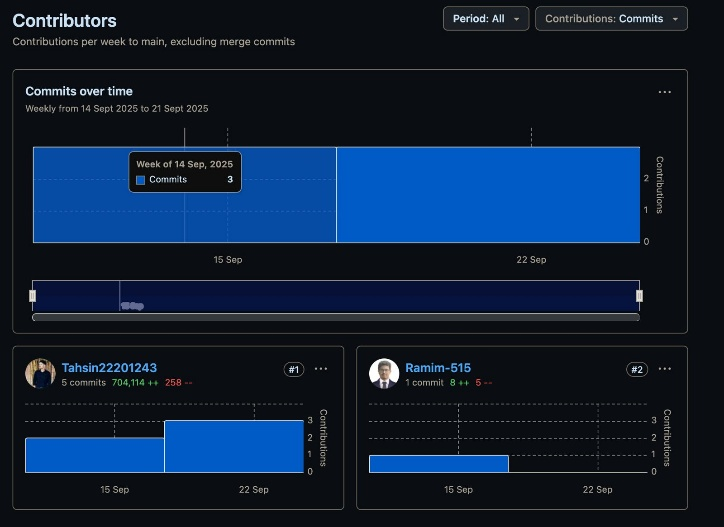 Contributors
Period: All
Contributions: Commits
Contributions per week to main, excluding merge commits
Commits over time
Weekly from 14 Sept 2025 to 21 Sept 2025
Week of 14 Sep, 2025
Commits 3
2
1
0
Contributions
15 Sep
22 Sep
Tahsin22201243
#1
5 commits 704,114 ++ 258 --
3
2
1
0
Contributions
15 Sep
22 Sep
Ramim-515
#2
1 commit 8 ++ 5 --
3
2
1
0
Contributions
15 Sep
22 Sep